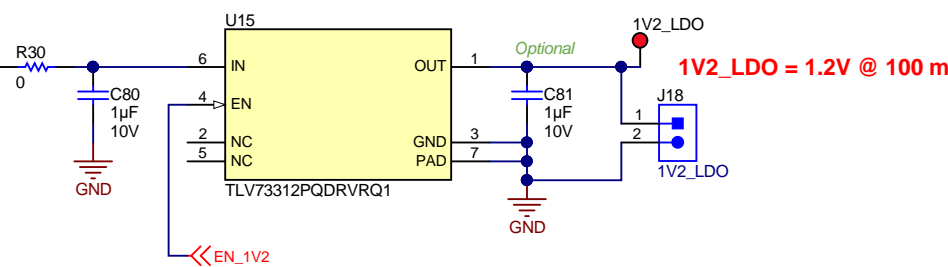 U15
1V2_LDO
R30
0
6
IN
OUT
1
Optional
1V2_LDO = 1.2V @ 100 m
C80
1µF
10V
4
EN
C81
1µF
10V
J18
1
2
2
NC
5
NC
GND
3
PAD
7
1V2_LDO
GND
TLV73312PQDRVRQ1
GND
EN_1V2